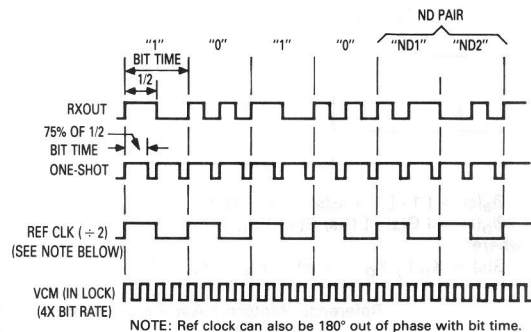 ND PAIR
"1" "0" "1" "0" "ND1" "ND2"
BIT TIME
1/2
RXOUT
75% OF 1/2
BIT TIME
ONE-SHOT
REF CLK (÷ 2)
(SEE NOTE BELOW)
VCM (IN LOCK)
(4X BIT RATE)
NOTE: Ref clock can also be 180° out of phase with bit time.